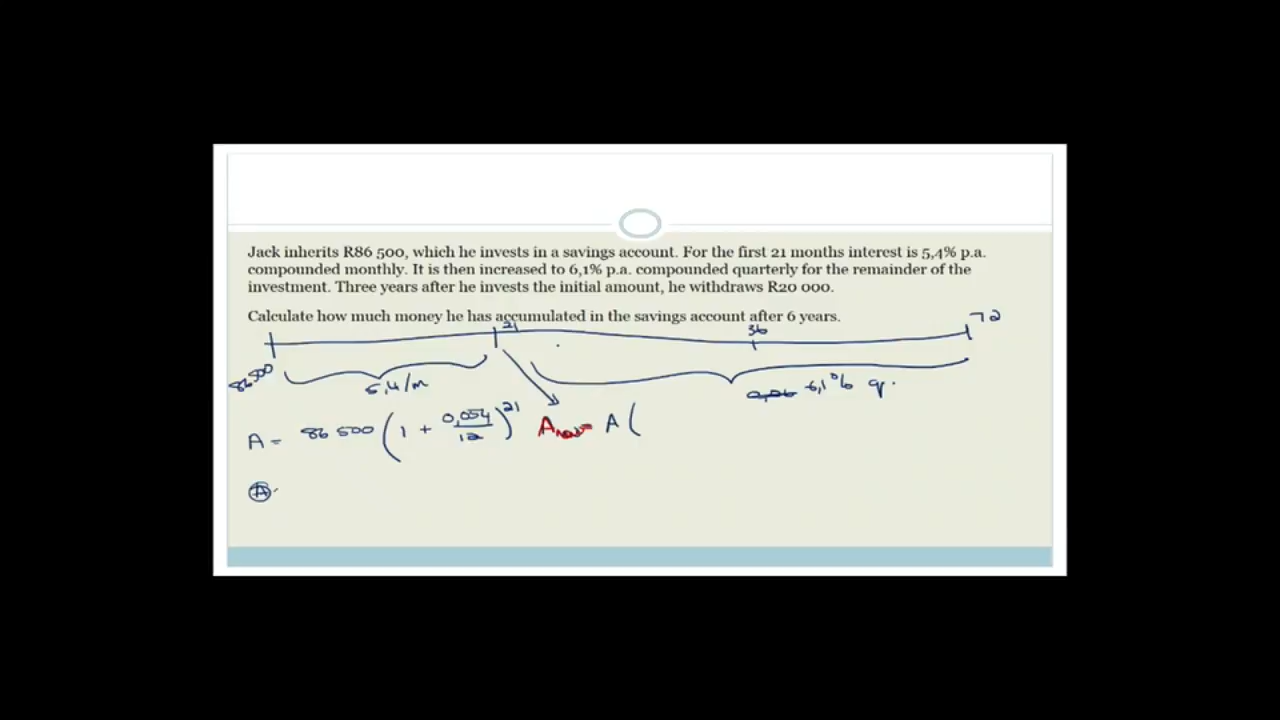 Jack inherits R86 500, which he invests in a savings account. For the first 21 months interest is 5,4% p.a.
compounded monthly. It is then increased to 6,1% p.a. compounded quarterly for the remainder of the
investment. Three years after he invests the initial amount, he withdraws R20 000.
Calculate how much money he has accumulated in the savings account after 6 years.
21 36 72
86 500 5,4/m 6,1% q.
A = 86 500 (1 + 0,054/12)^21 A now = A (
A